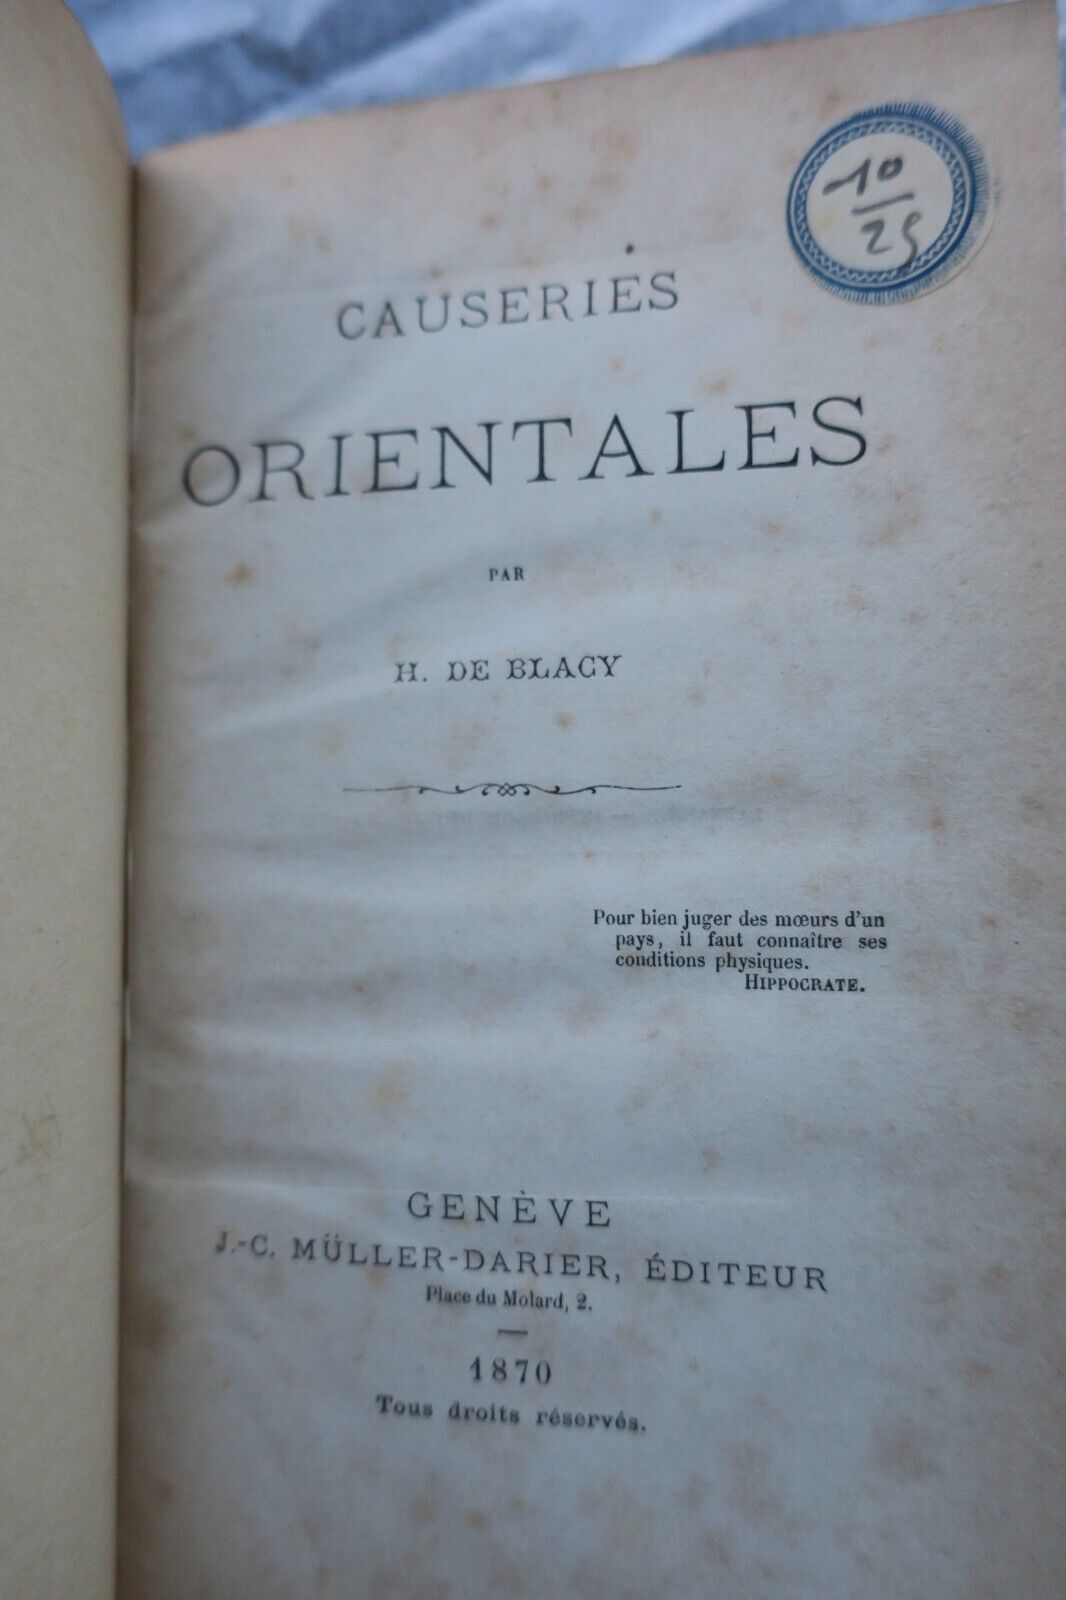 10
25
CAUSERIES
ORIENTALES
PAR
H. DE BLACY
Pour bien juger des mœurs d'un
pays, il faut connaître ses
conditions physiques.
HIPPOCRATE.
GENÈVE
J.-C. MÜLLER-DARIER, ÉDITEUR
Place du Molard, 2.
1870
Tous droits réservés.